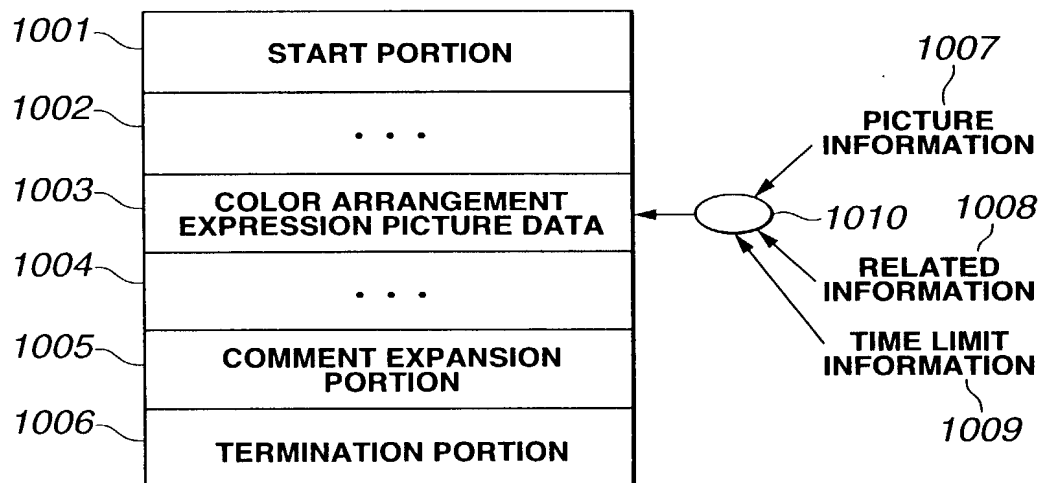 1001
START PORTION
1002
. . .
1003
COLOR ARRANGEMENT
EXPRESSION PICTURE DATA
1004
. . .
1005
COMMENT EXPANSION
PORTION
1006
TERMINATION PORTION
1007
PICTURE
INFORMATION
1010
1008
RELATED
INFORMATION
TIME LIMIT
INFORMATION
1009